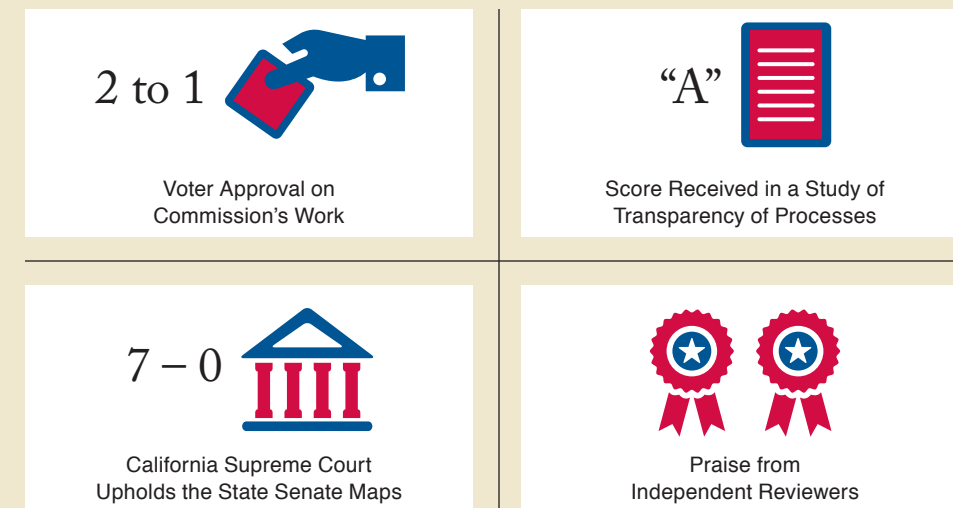 2 to 1
Voter Approval on
Commission's Work
“A”
Score Received in a Study of
Transparency of Processes
7 – 0
California Supreme Court
Upholds the State Senate Maps
Praise from
Independent Reviewers